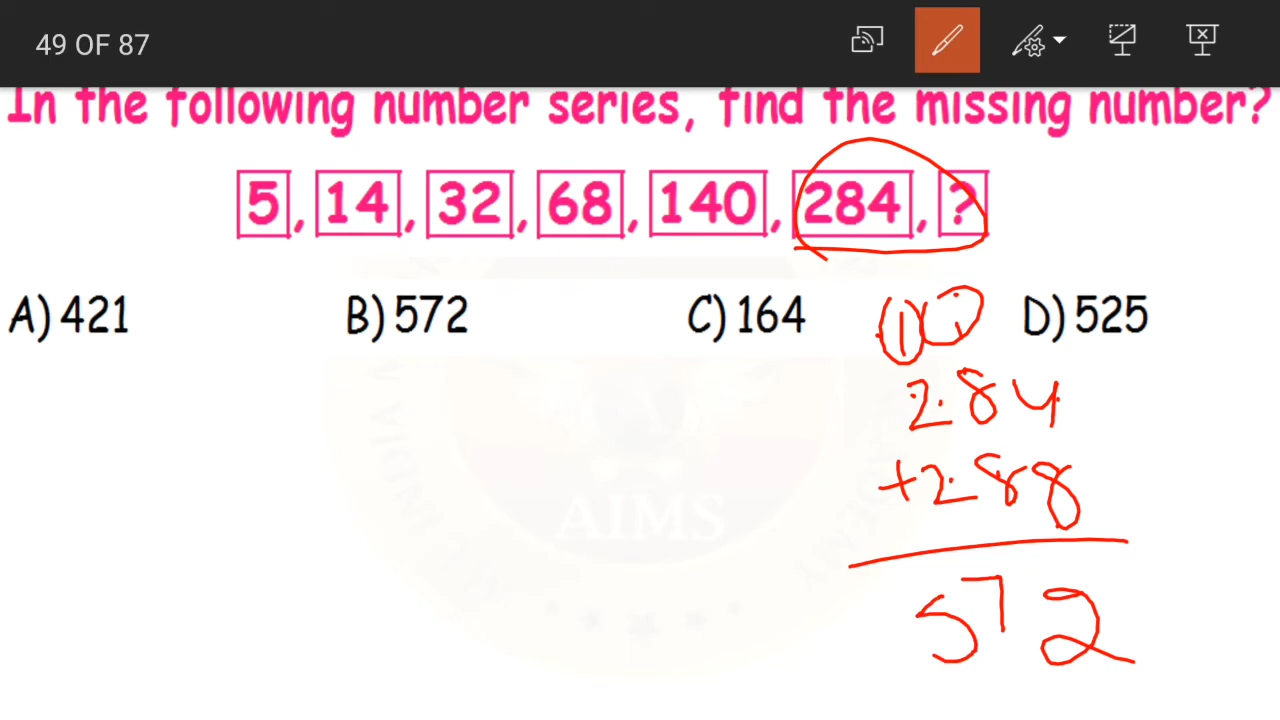 49 OF 87
In the following number series, find the missing number?
5, 14, 32, 68, 140, 284, ?
A) 421 B) 572 C) 164 D) 525
284
+288
572
AIMS